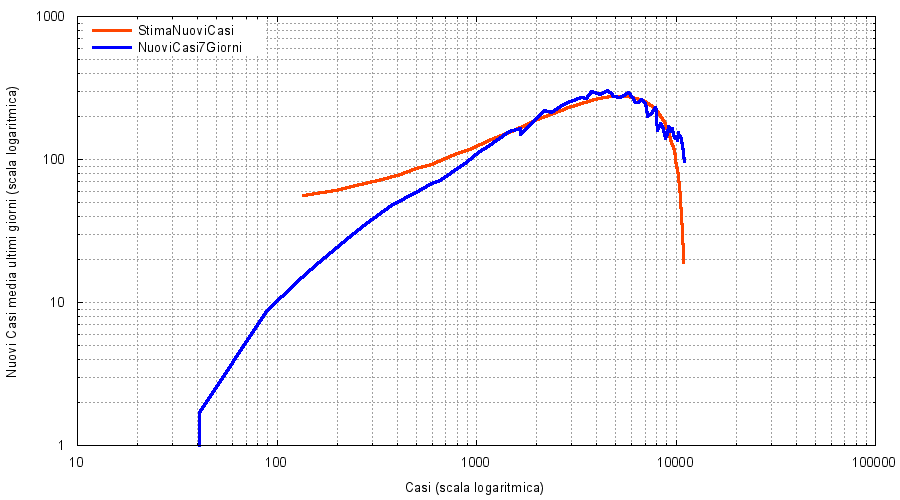 1000
StimaNuoviCasi
NuoviCasi7Giorni
100
10
1
10 100 1000 10000 100000
Nuovi Casi media ultimi giorni (scala logaritmica)
Casi (scala logaritmica)